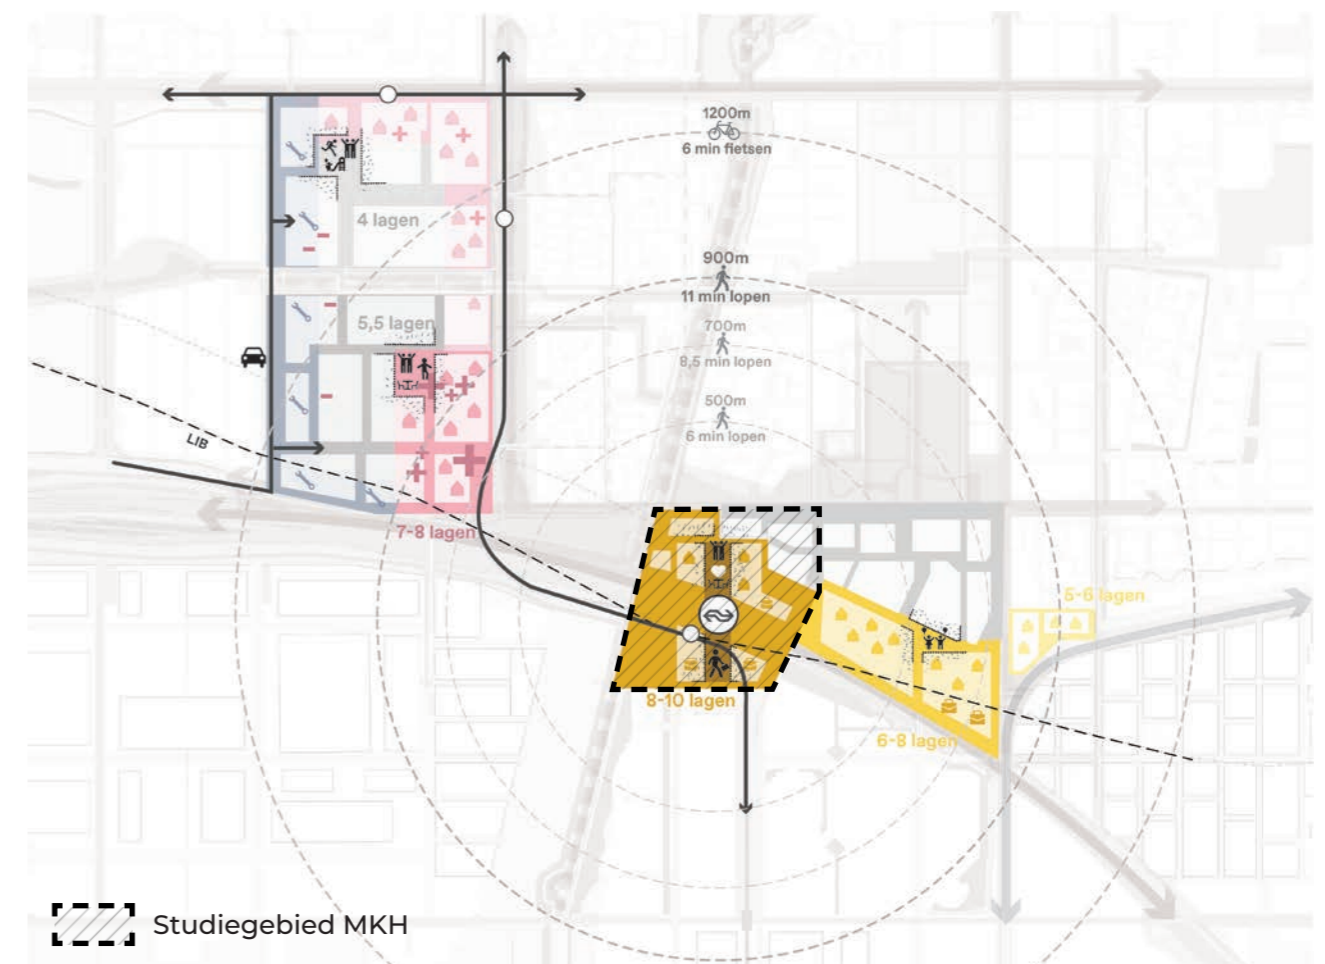 1200m
6 min fietsen
4 lagen
900m
11 min lopen
5,5 lagen
700m
8,5 min lopen
500m
6 min lopen
LIB
7-8 lagen
5-6 lagen
8-10 lagen
6-8 lagen
Studiegebied MKH